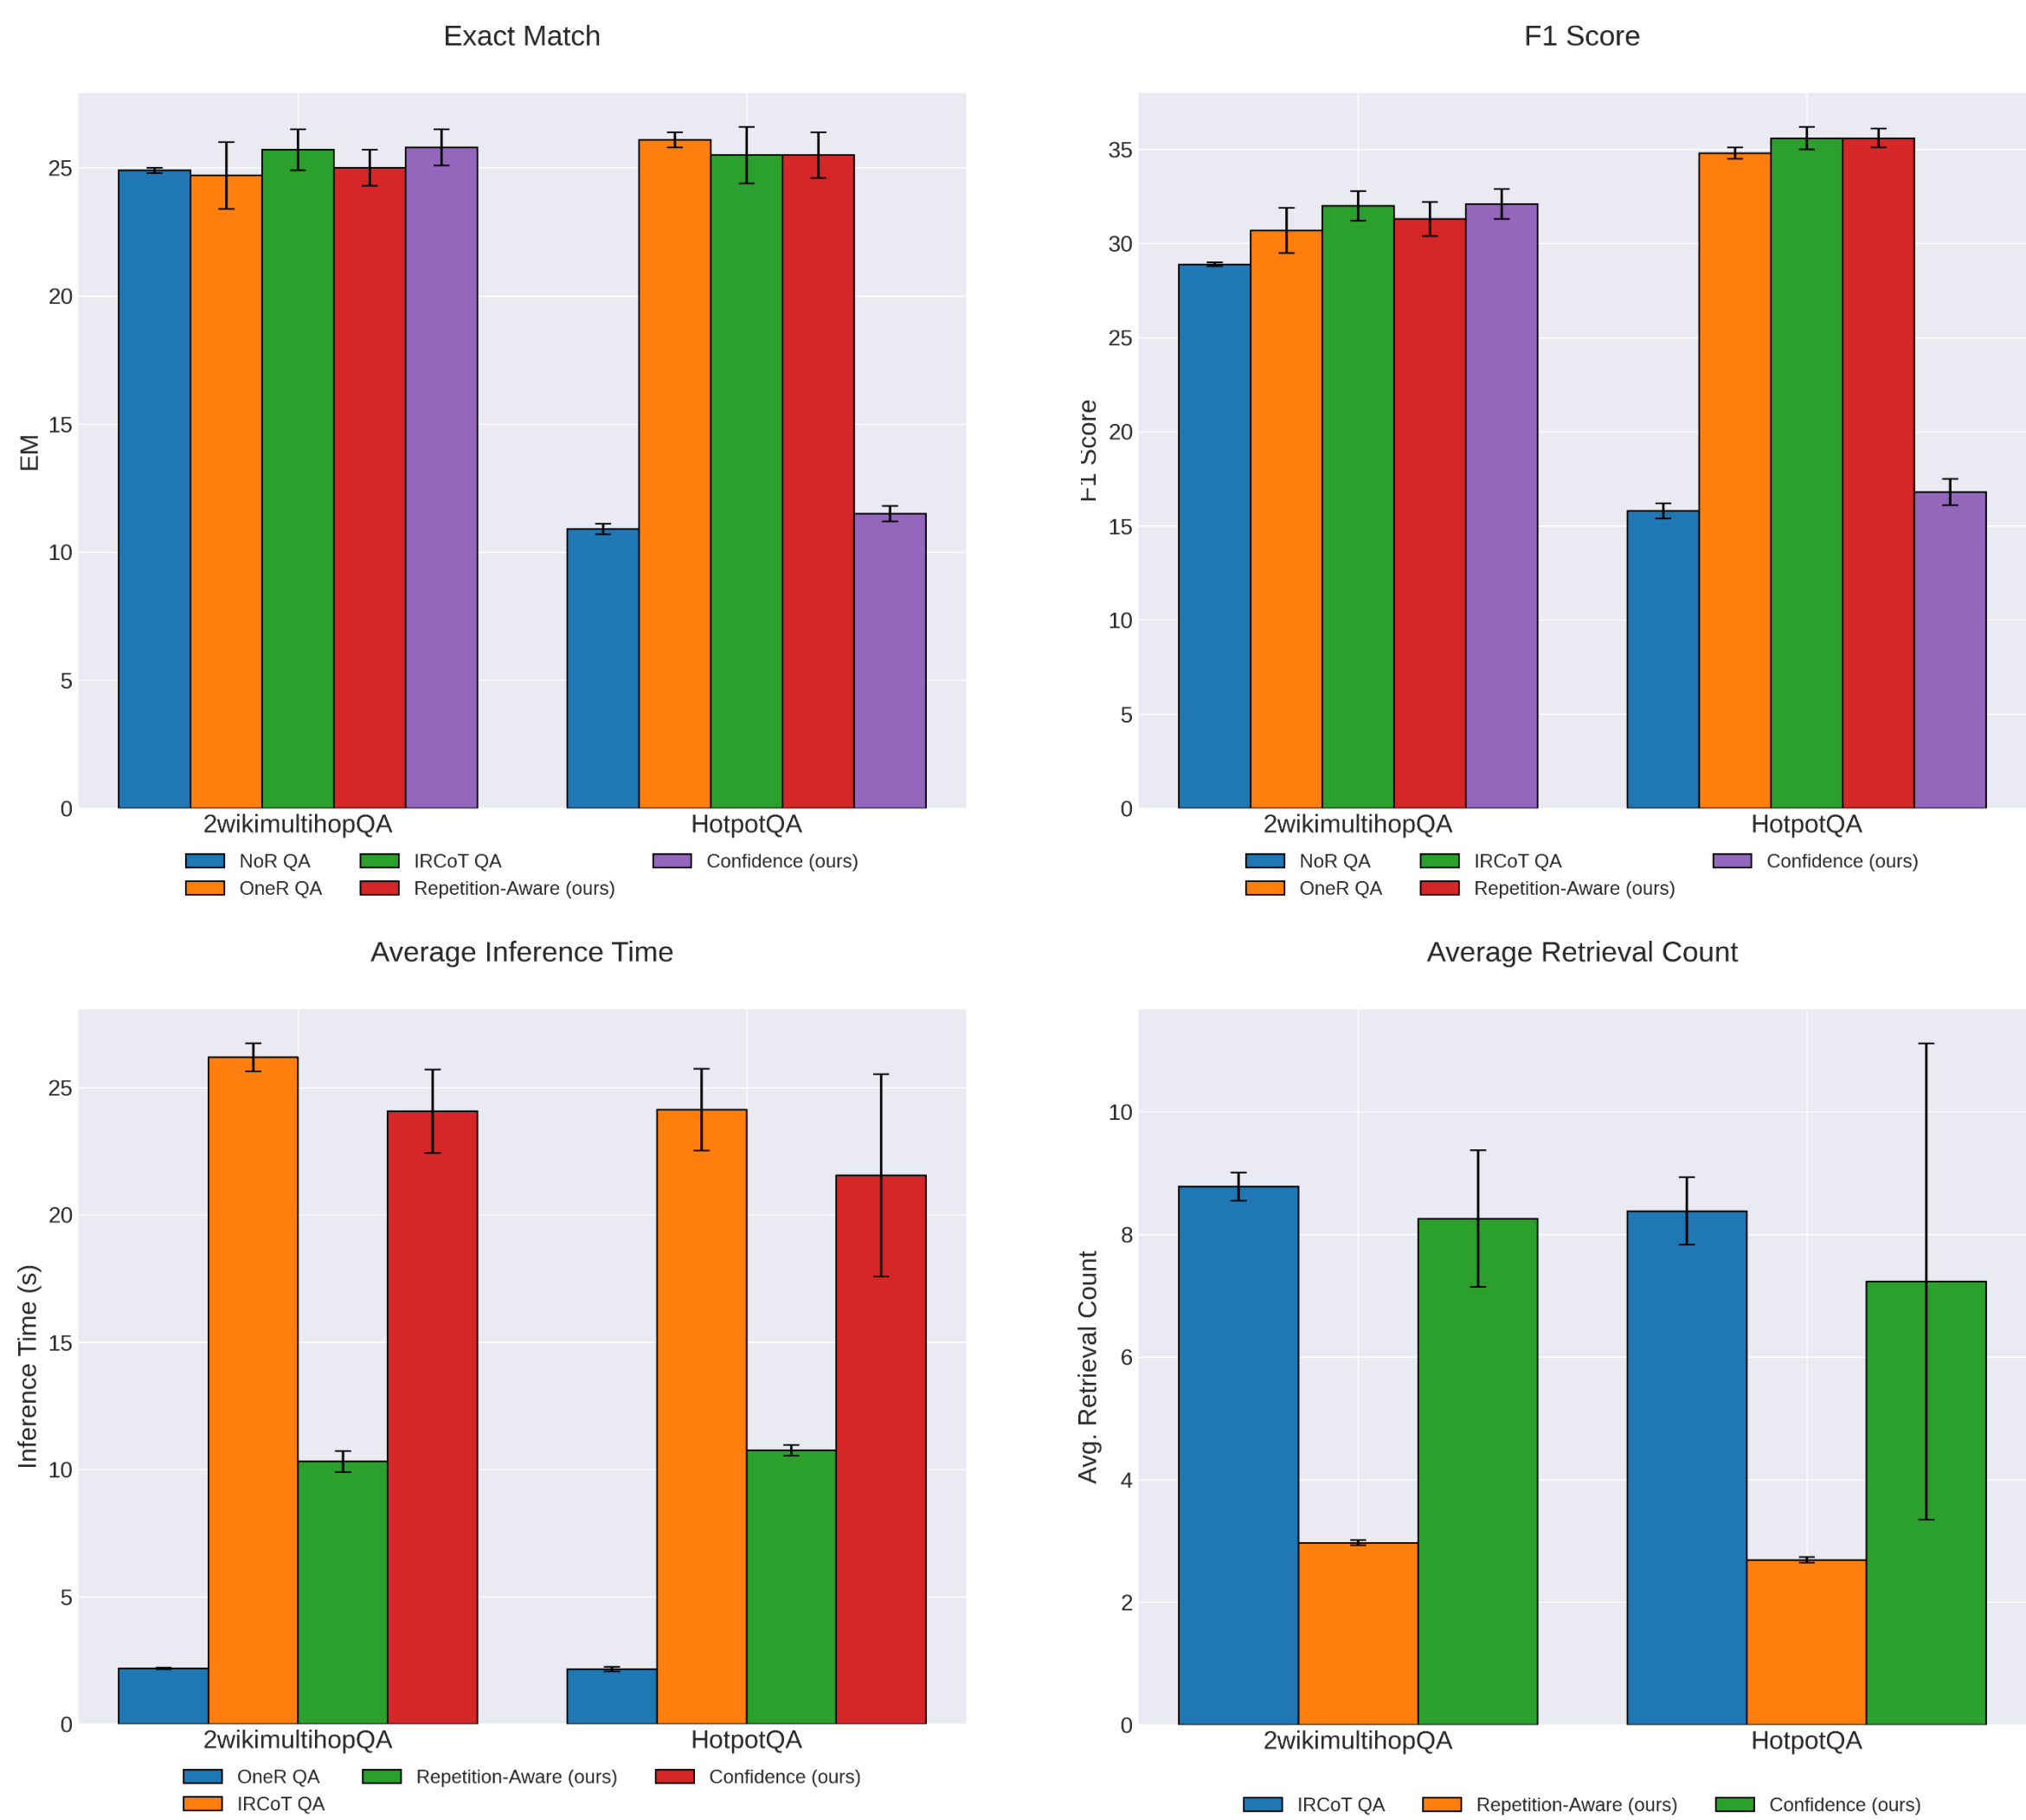 Exact Match
EM
25
20
15
10
5
0
2wikimultihopQA HotpotQA
NoR QA IRCoT QA Confidence (ours)
OneR QA Repetition-Aware (ours)
F1 Score
F1 Score
35
30
25
20
15
10
5
0
2wikimultihopQA HotpotQA
NoR QA IRCoT QA Confidence (ours)
OneR QA Repetition-Aware (ours)
Average Inference Time
Inference Time (s)
25
20
15
10
5
0
2wikimultihopQA HotpotQA
OneR QA Repetition-Aware (ours) Confidence (ours)
IRCoT QA
Average Retrieval Count
Avg. Retrieval Count
10
8
6
4
2
0
2wikimultihopQA HotpotQA
IRCoT QA Repetition-Aware (ours) Confidence (ours)